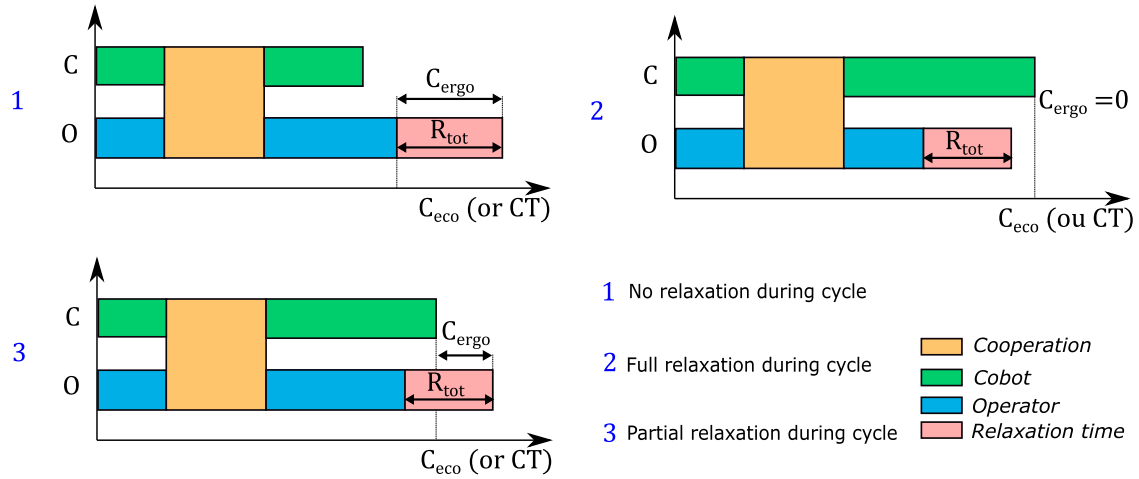 1
C
O
C_ergo
R_tot
C_eco (or CT)
2
C
O
C_ergo =0
R_tot
C_eco (ou CT)
3
C
O
C_ergo
R_tot
C_eco (or CT)
1 No relaxation during cycle
2 Full relaxation during cycle
3 Partial relaxation during cycle
Cooperation
Cobot
Operator
Relaxation time